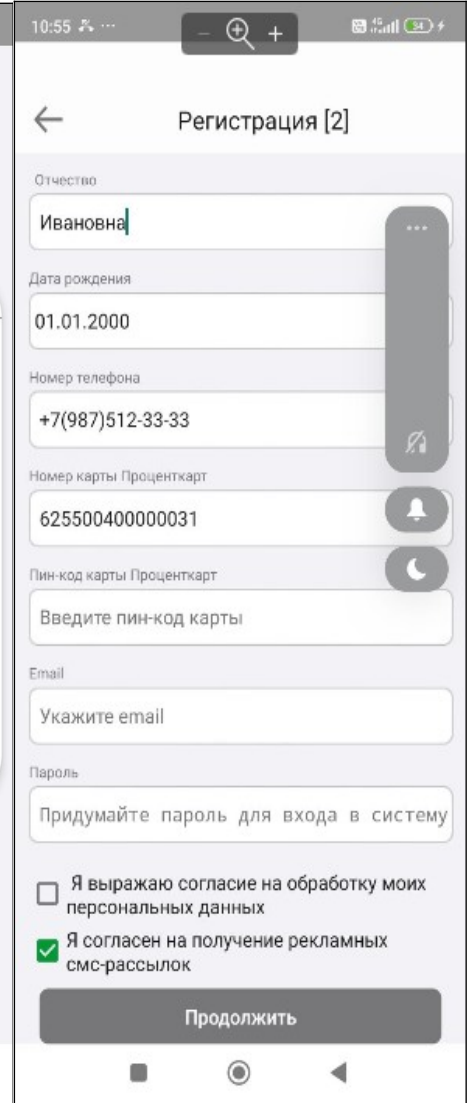 10:55
4G
34
Регистрация [2]
Отчество
Ивановна
Дата рождения
01.01.2000
Номер телефона
+7(987)512-33-33
Номер карты Проценткарт
625500400000031
Пин-код карты Проценткарт
Введите пин-код карты
Email
Укажите email
Пароль
Придумайте пароль для входа в систему
Я выражаю согласие на обработку моих
персональных данных
Я согласен на получение рекламных
смс-рассылок
Продолжить